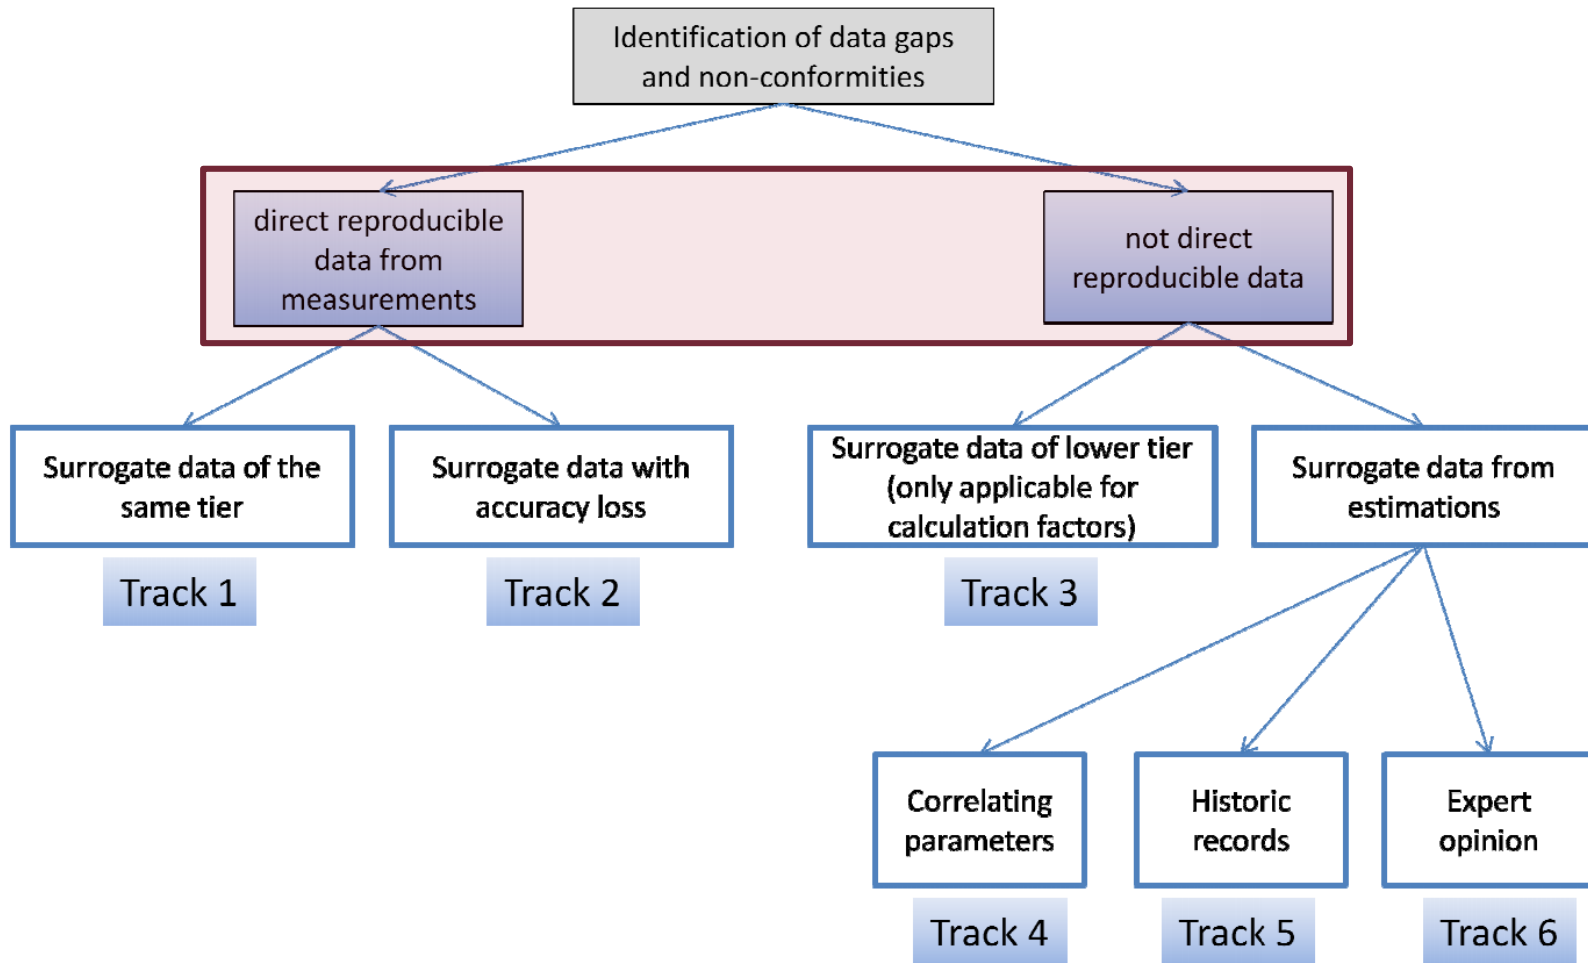 Identification of data gaps
and non-conformities
direct reproducible
data from
measurements
not direct
reproducible data
Surrogate data of the
same tier
Surrogate data with
accuracy loss
Surrogate data of lower tier
(only applicable for
calculation factors)
Surrogate data from
estimations
Track 1
Track 2
Track 3
Correlating
parameters
Historic
records
Expert
opinion
Track 4
Track 5
Track 6